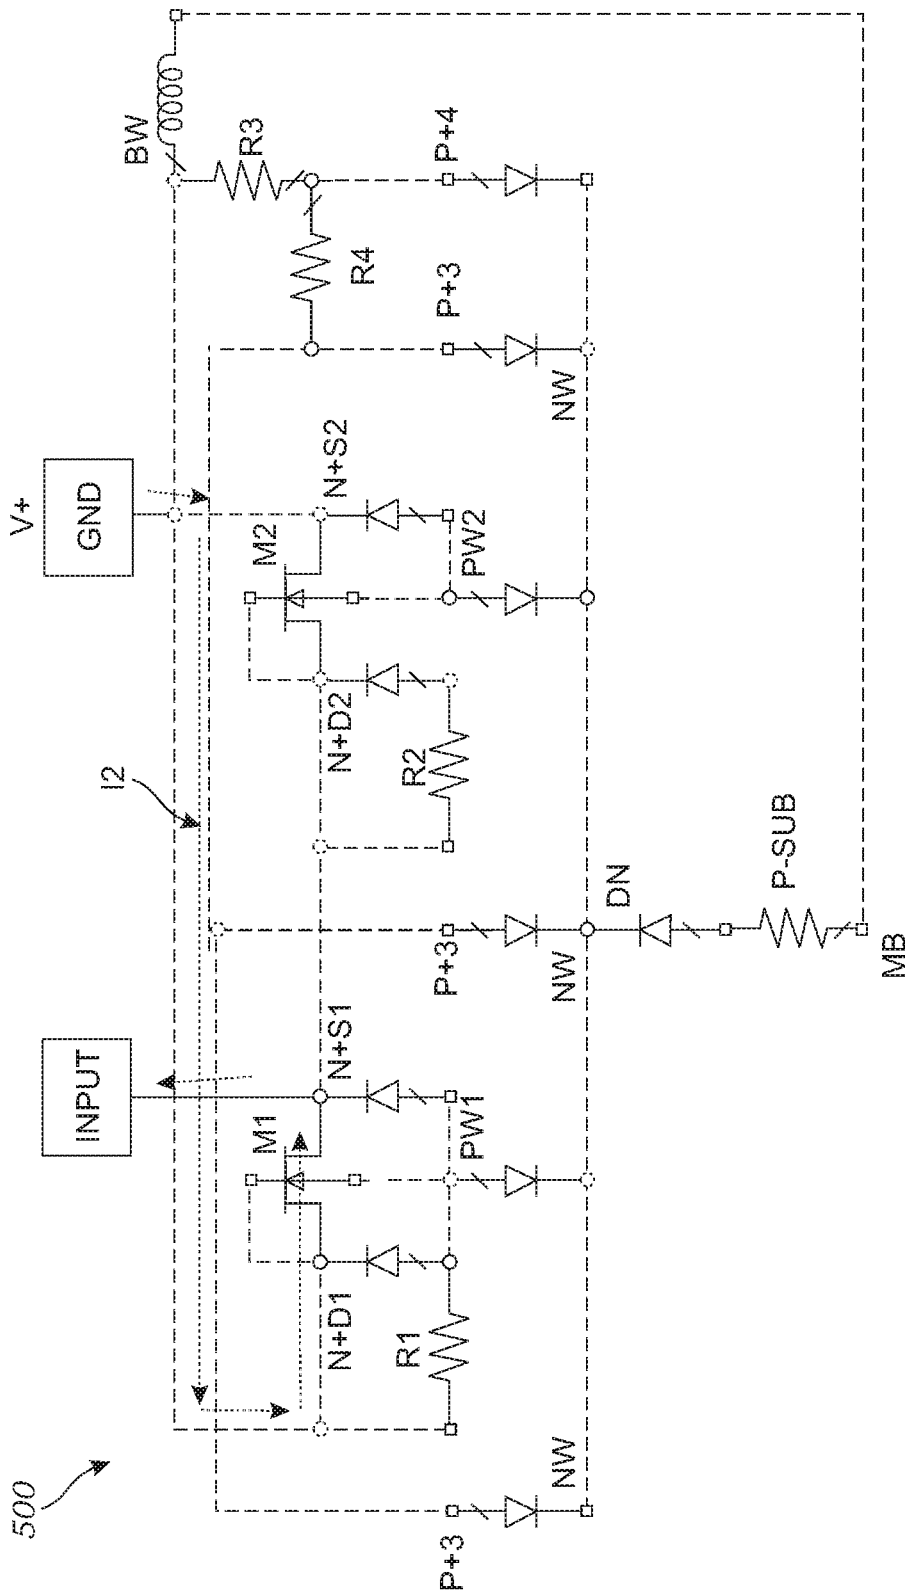 500
V+
INPUT
GND
I2
BW
R3
M1
M2
N+D1
N+S1
N+D2
N+S2
R4
R1
R2
P+3
P+3
P+3
P+4
PW1
PW2
NW
NW
NW
DN
P-SUB
MB